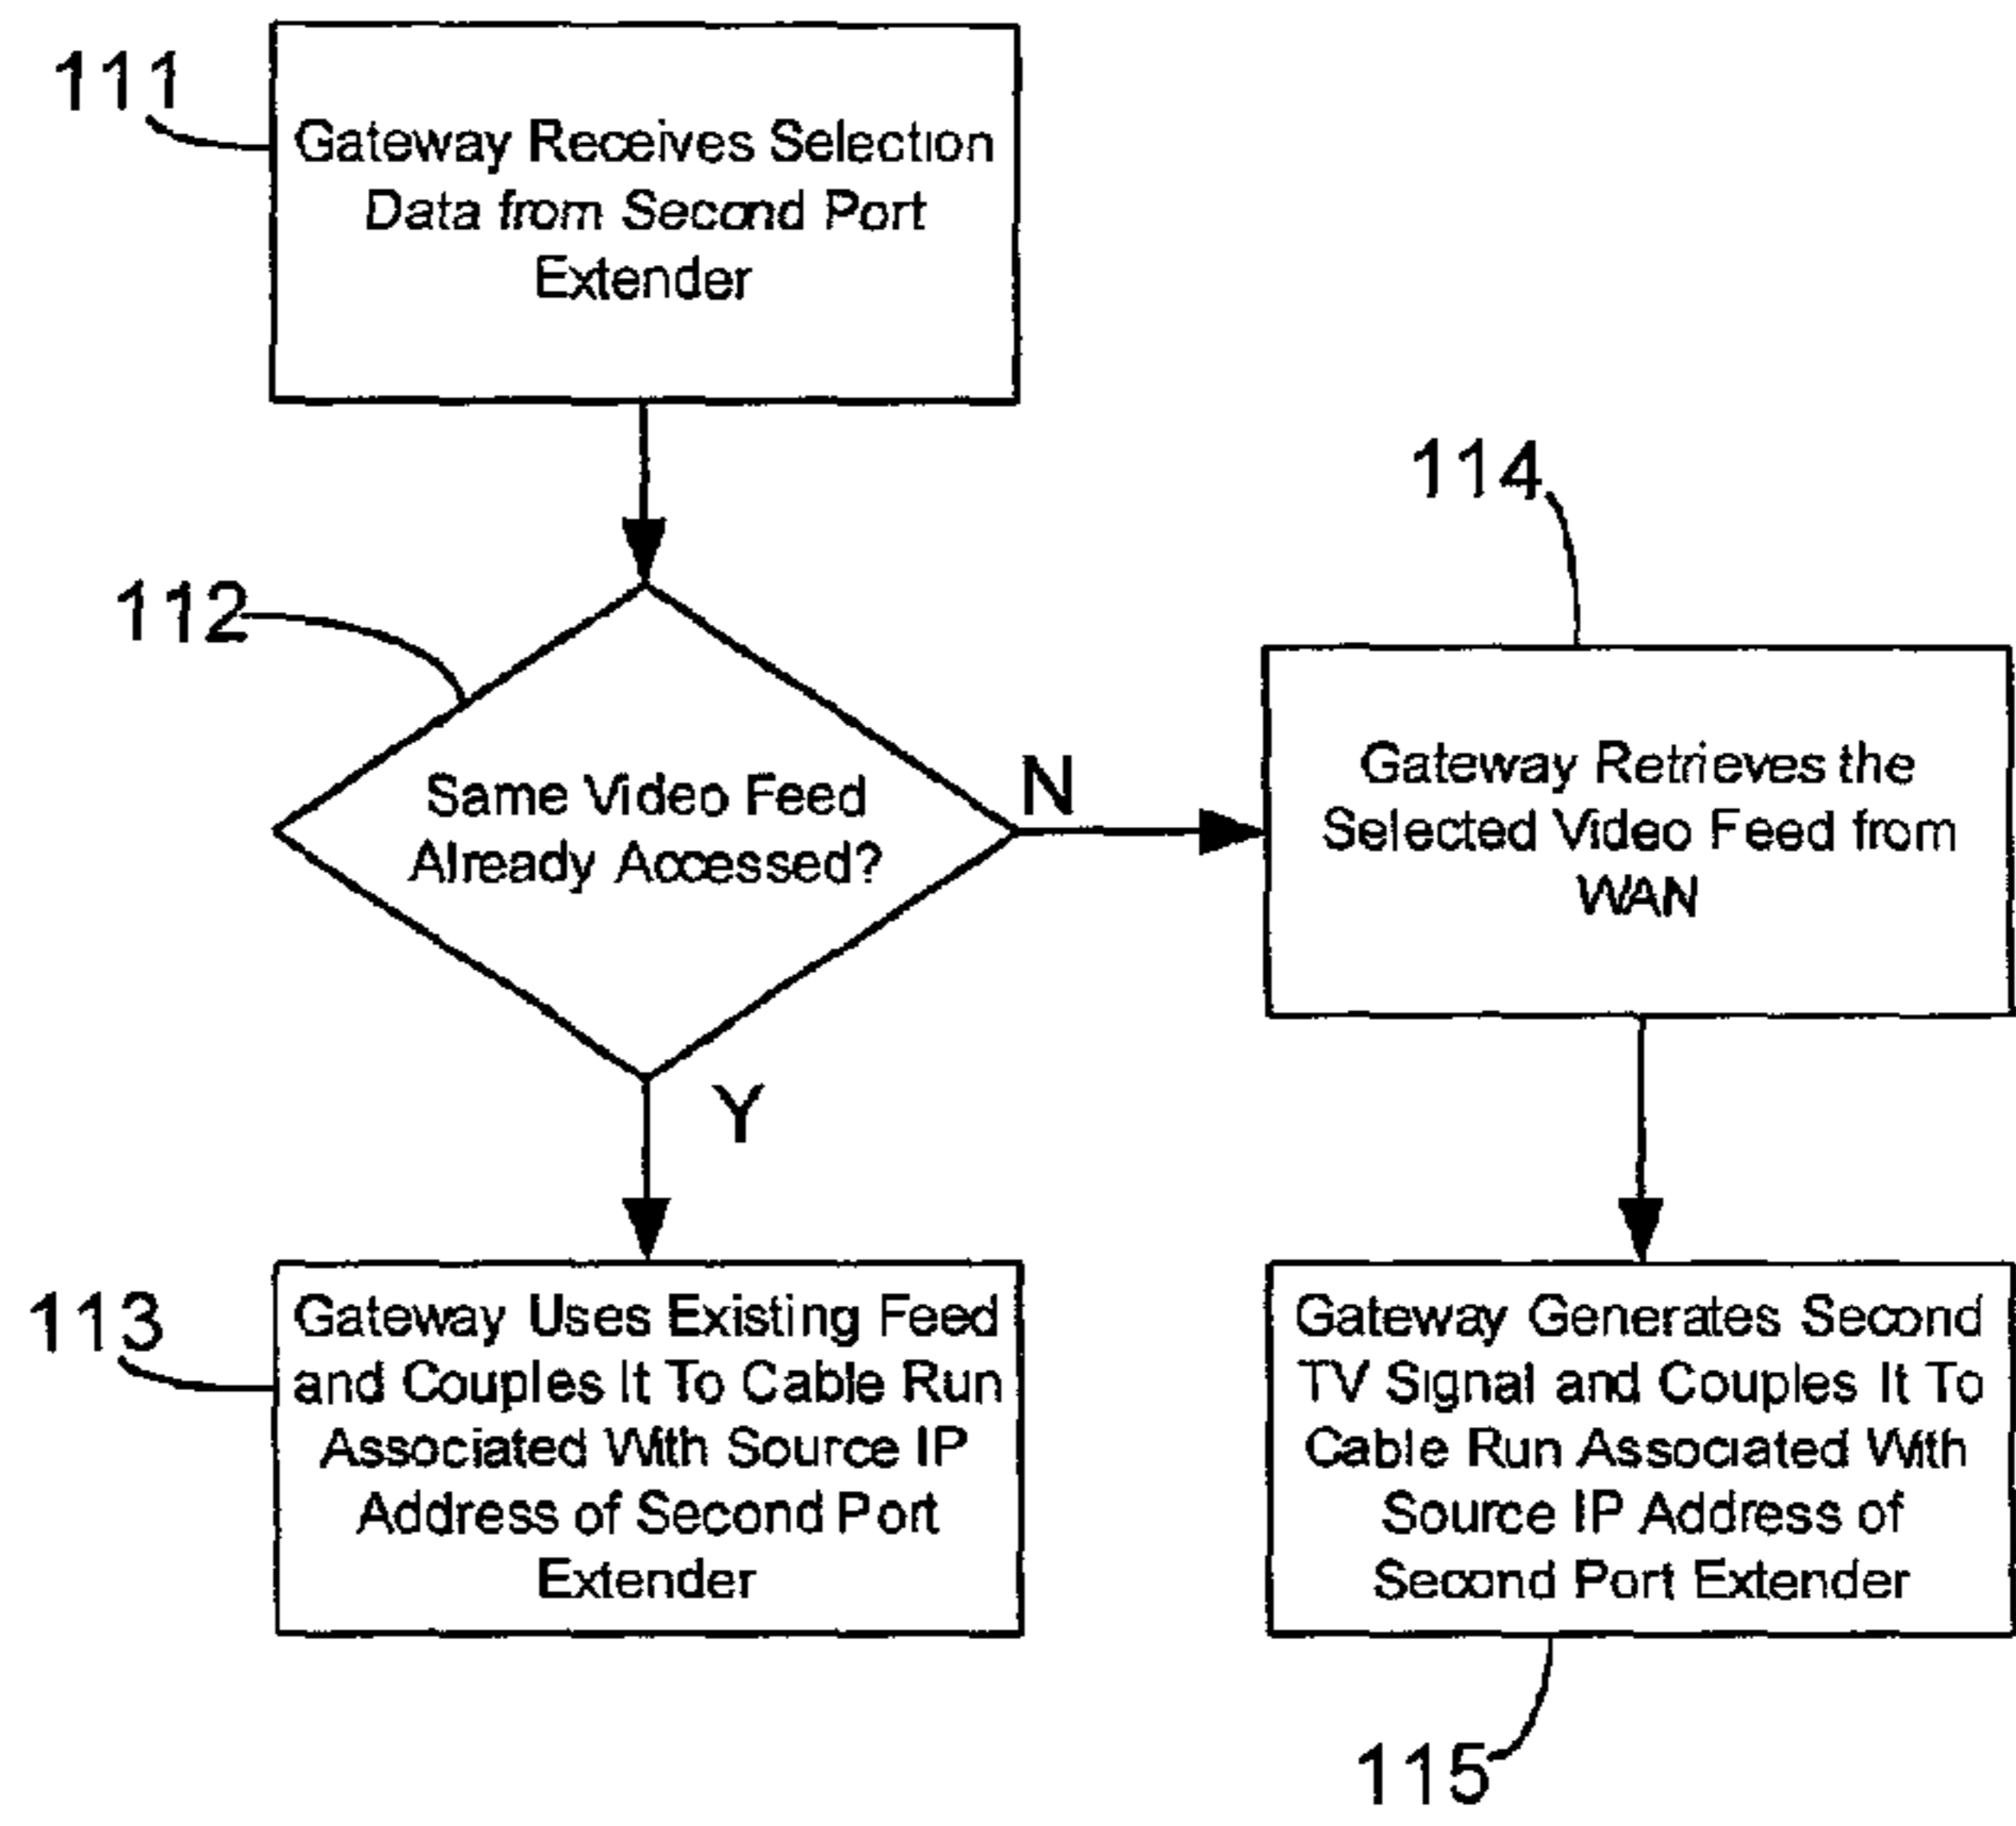 111
Gateway Receives Selection
Data from Second Port
Extender
112
Same Video Feed
Already Accessed?
N
Y
114
Gateway Retrieves the
Selected Video Feed from
WAN
113
Gateway Uses Existing Feed
and Couples It To Cable Run
Associated With Source IP
Address of Second Port
Extender
Gateway Generates Second
TV Signal and Couples It To
Cable Run Associated With
Source IP Address of
Second Port Extender
115